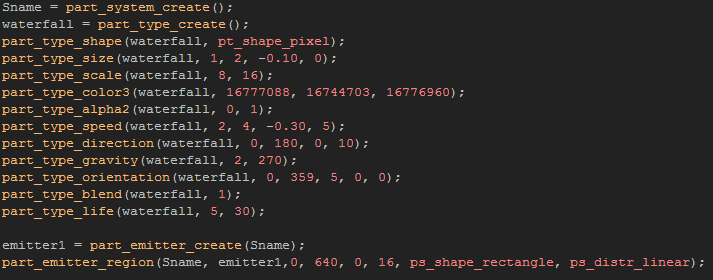 Sname = part_system_create();
waterfall = part_type_create();
part_type_shape(waterfall, pt_shape_pixel);
part_type_size(waterfall, 1, 2, -0.10, 0);
part_type_scale(waterfall, 8, 16);
part_type_color3(waterfall, 16777088, 16744703, 16776960);
part_type_alpha2(waterfall, 0, 1);
part_type_speed(waterfall, 2, 4, -0.30, 5);
part_type_direction(waterfall, 0, 180, 0, 10);
part_type_gravity(waterfall, 2, 270);
part_type_orientation(waterfall, 0, 359, 5, 0, 0);
part_type_blend(waterfall, 1);
part_type_life(waterfall, 5, 30);
emitter1 = part_emitter_create(Sname);
part_emitter_region(Sname, emitter1,0, 640, 0, 16, ps_shape_rectangle, ps_distr_linear);